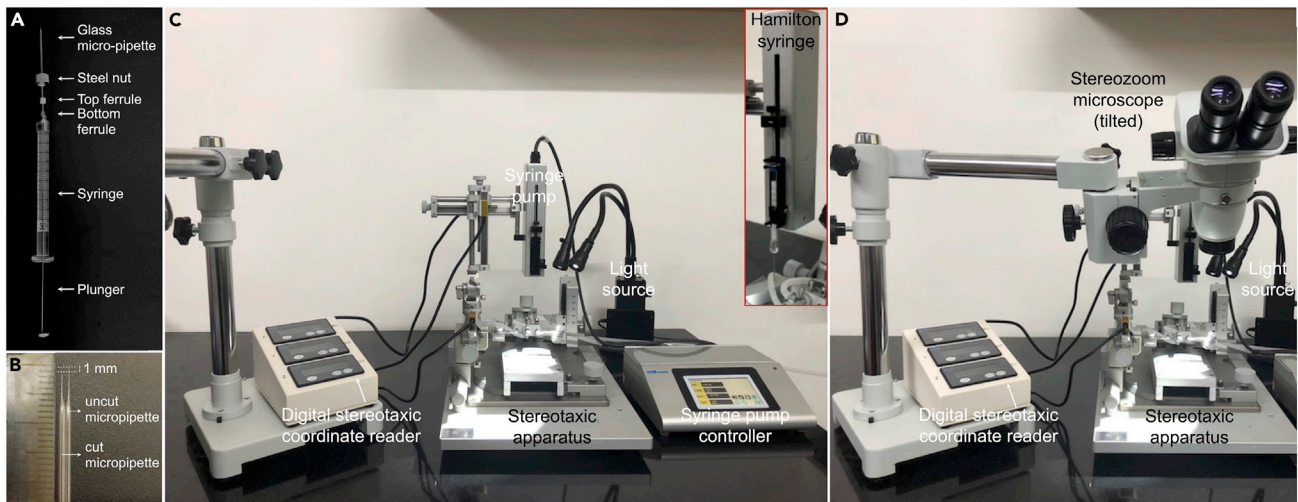 A
Glass
micro-pipette
Steel nut
Top ferrule
Bottom
ferrule
Syringe
Plunger
B
1 mm
uncut
micropipette
cut
micropipette
C
Hamilton
syringe
Syringe
pump
Light
source
Digital stereotaxic
coordinate reader
Stereotaxic
apparatus
Syringe pump
controller
D
Stereozoom
microscope
(tilted)
Light
source
Digital stereotaxic
coordinate reader
Stereotaxic
apparatus